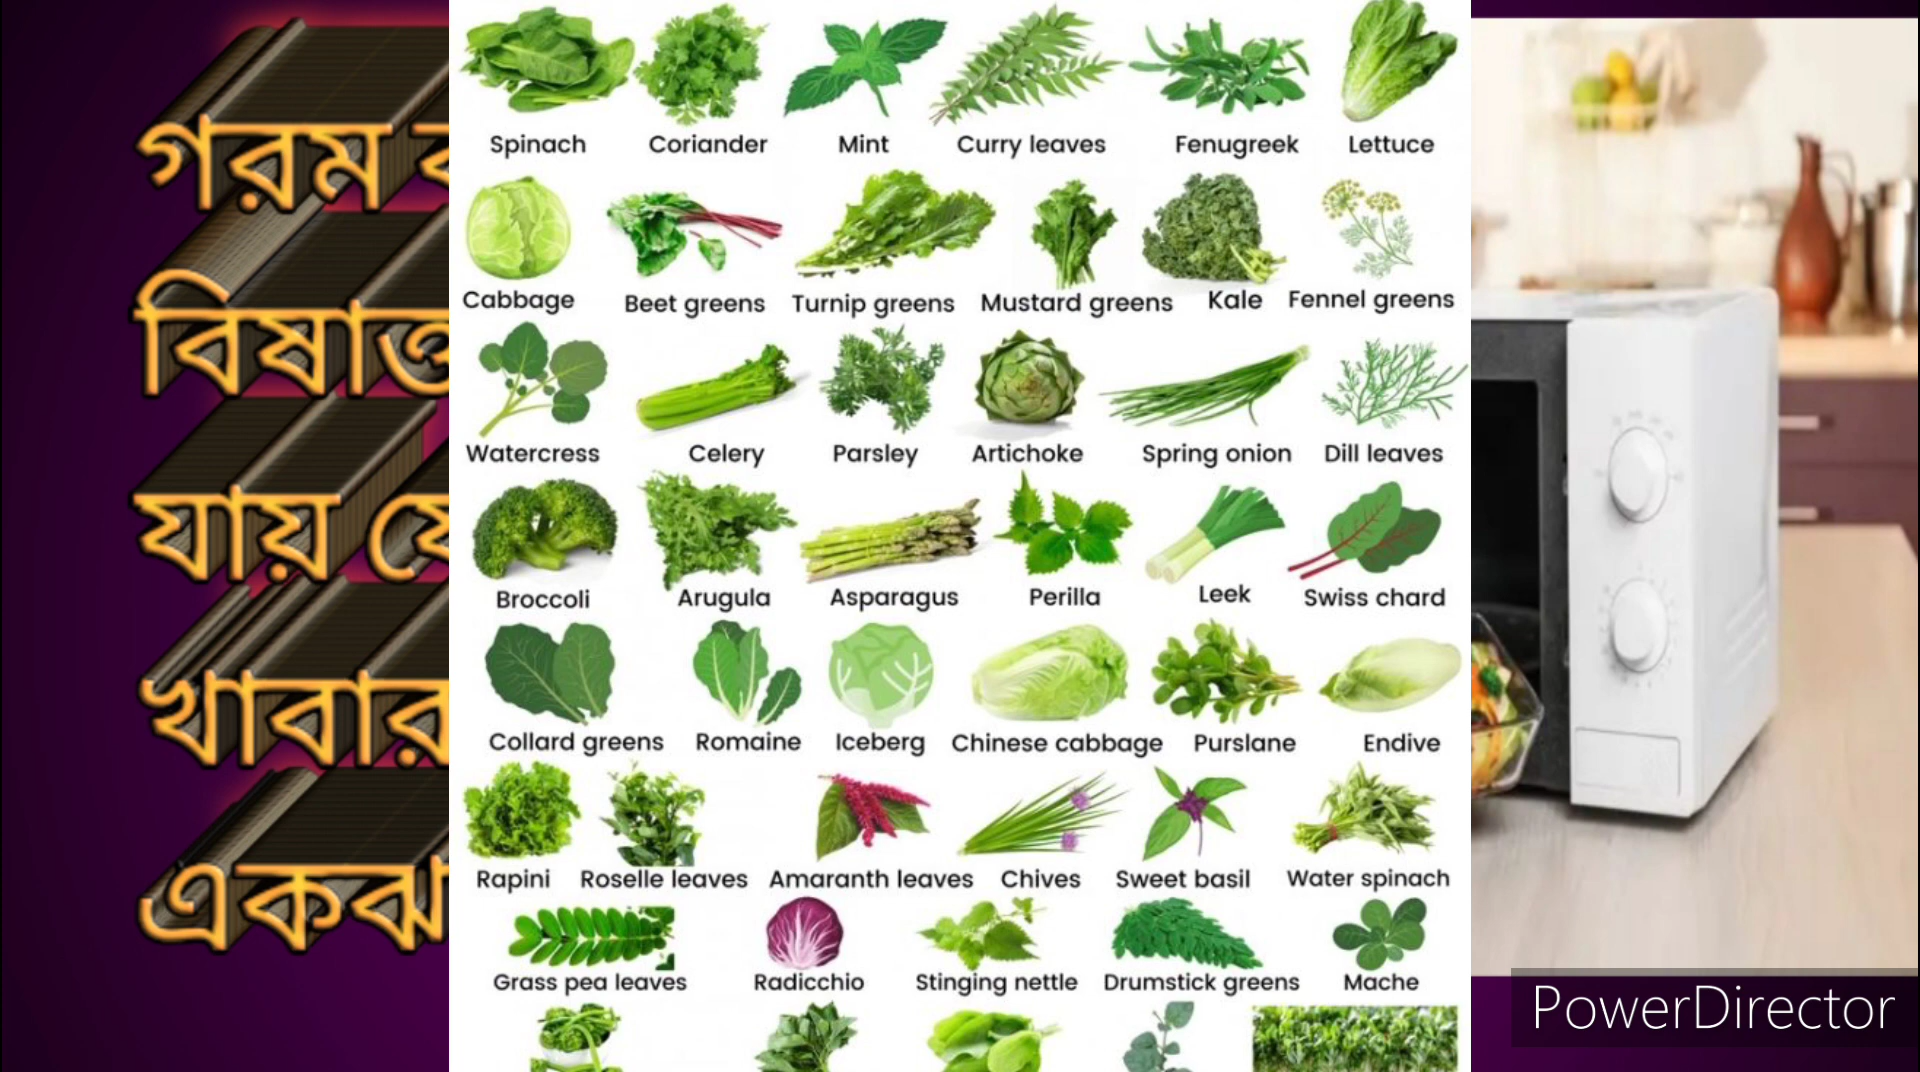 গরম
বিষাক্ত
যায় যে
খাবার
Spinach Coriander Mint Curry leaves Fenugreek Lettuce
Cabbage Beet greens Turnip greens Mustard greens Kale Fennel greens
Watercress Celery Parsley Artichoke Spring onion Dill leaves
Broccoli Arugula Asparagus Perilla Leek Swiss chard
Collard greens Romaine Iceberg Chinese cabbage Purslane Endive
Rapini Roselle leaves Amaranth leaves Chives Sweet basil Water spinach
Grass pea leaves Radicchio Stinging nettle Drumstick greens Mache
PowerDirector